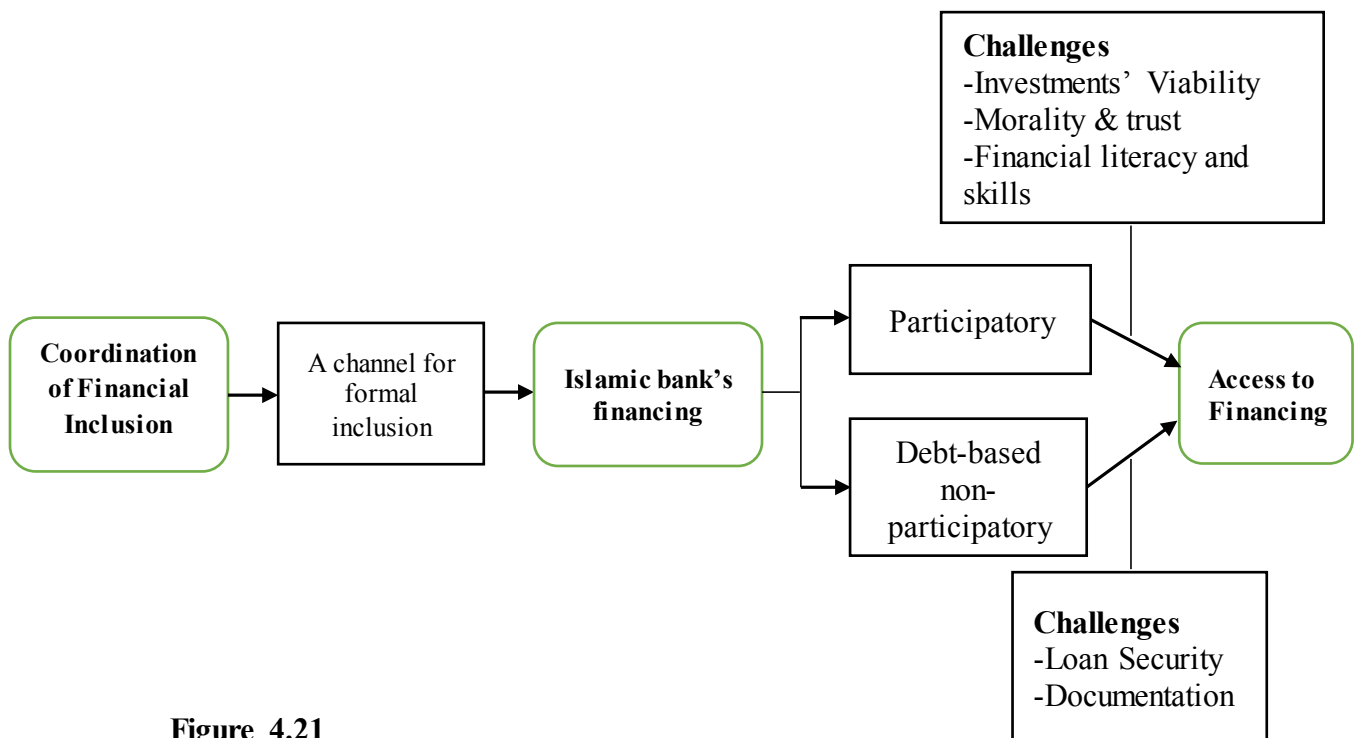 Challenges
-Investments’ Viability
-Morality & trust
-Financial literacy and
skills
Coordination
of Financial
Inclusion
A channel for
formal
inclusion
Islamic bank’s
financing
Participatory
Debt-based
non-
participatory
Access to
Financing
Challenges
-Loan Security
-Documentation
Figure 4.21